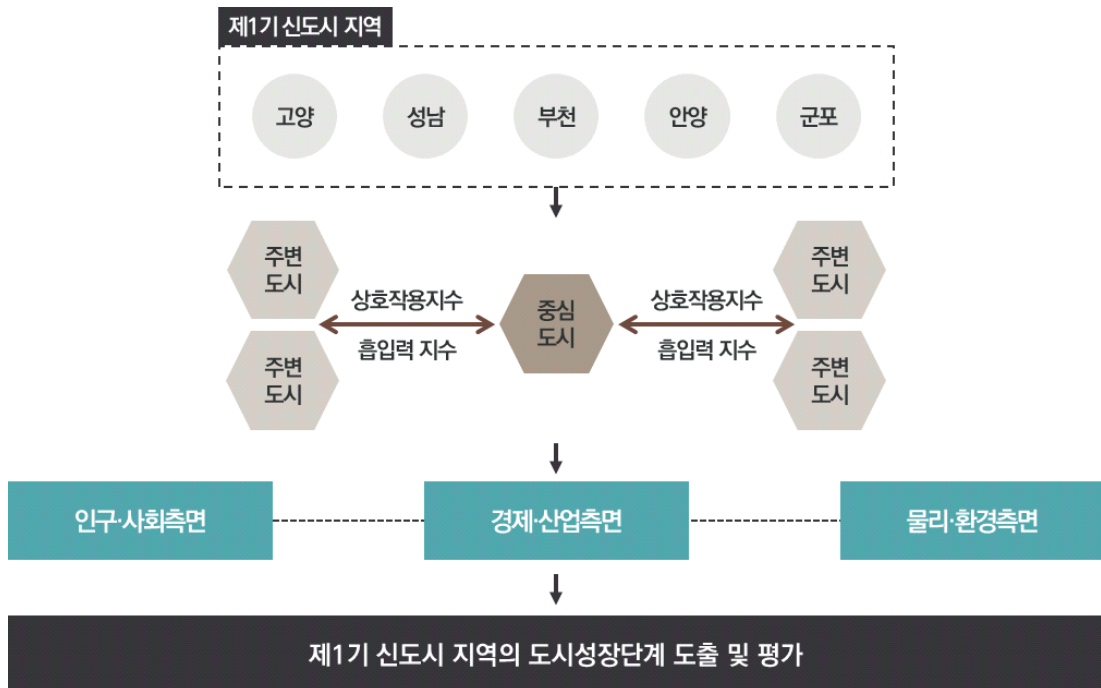 제1기 신도시 지역
고양
성남
부천
안양
군포
주변
도시
주변
도시
상호작용지수
흡입력 지수
중심
도시
상호작용지수
흡입력 지수
주변
도시
주변
도시
인구·사회측면
경제·산업측면
물리·환경측면
제1기 신도시 지역의 도시성장단계 도출 및 평가